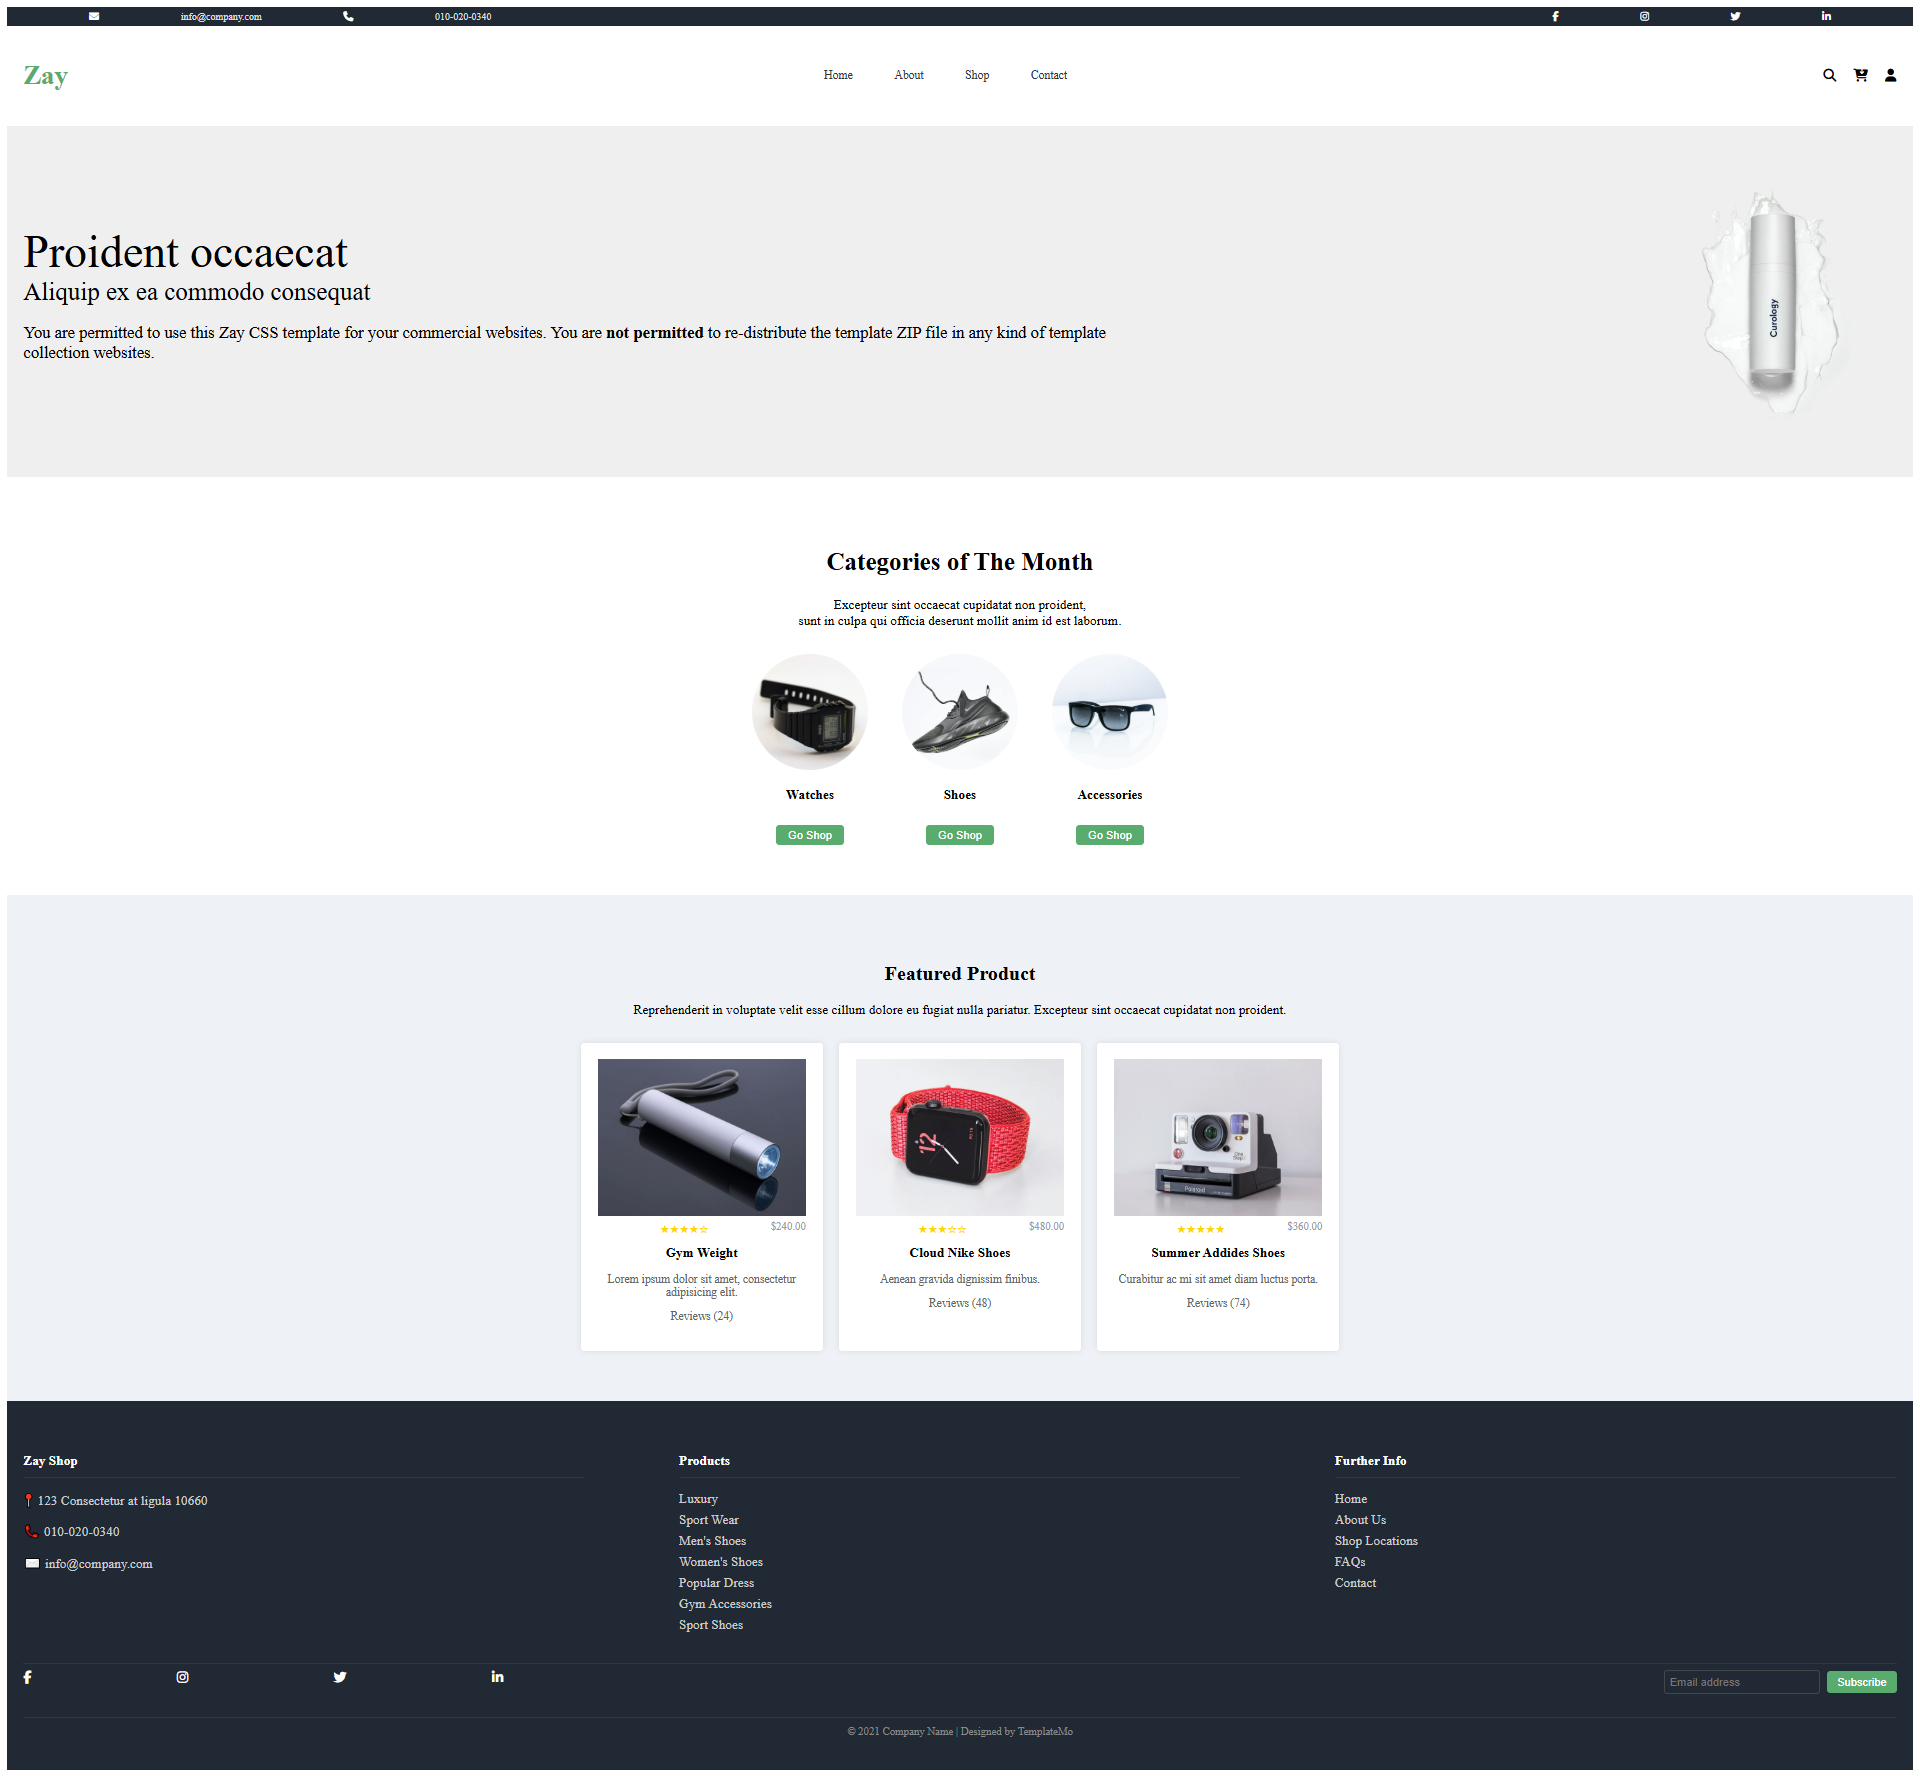 info@company.com 010-020-0340
Zay
Home About Shop Contact
Proident occaecat
Aliquip ex ea commodo consequat
You are permitted to use this Zay CSS template for your commercial websites. You are not permitted to re-distribute the template ZIP file in any kind of template
collection websites.
Curology
Categories of The Month
Excepteur sint occaecat cupidatat non proident,
sunt in culpa qui officia deserunt mollit anim id est laborum.
Watches Shoes Accessories
Go Shop Go Shop Go Shop
Featured Product
Reprehenderit in voluptate velit esse cillum dolore eu fugiat nulla pariatur. Excepteur sint occaecat cupidatat non proident.
12
OneStep
Polaroid
★★★★☆ $240.00
Gym Weight
Lorem ipsum dolor sit amet, consectetur
adipisicing elit.
Reviews (24)
★★★☆☆ $480.00
Cloud Nike Shoes
Aenean gravida dignissim finibus.
Reviews (48)
★★★★★ $360.00
Summer Addides Shoes
Curabitur ac mi sit amet diam luctus porta.
Reviews (74)
Zay Shop
📍 123 Consectetur at ligula 10660
📞 010-020-0340
✉️ info@company.com
Products
Luxury
Sport Wear
Men's Shoes
Women's Shoes
Popular Dress
Gym Accessories
Sport Shoes
Further Info
Home
About Us
Shop Locations
FAQs
Contact
Email address Subscribe
© 2021 Company Name | Designed by TemplateMo